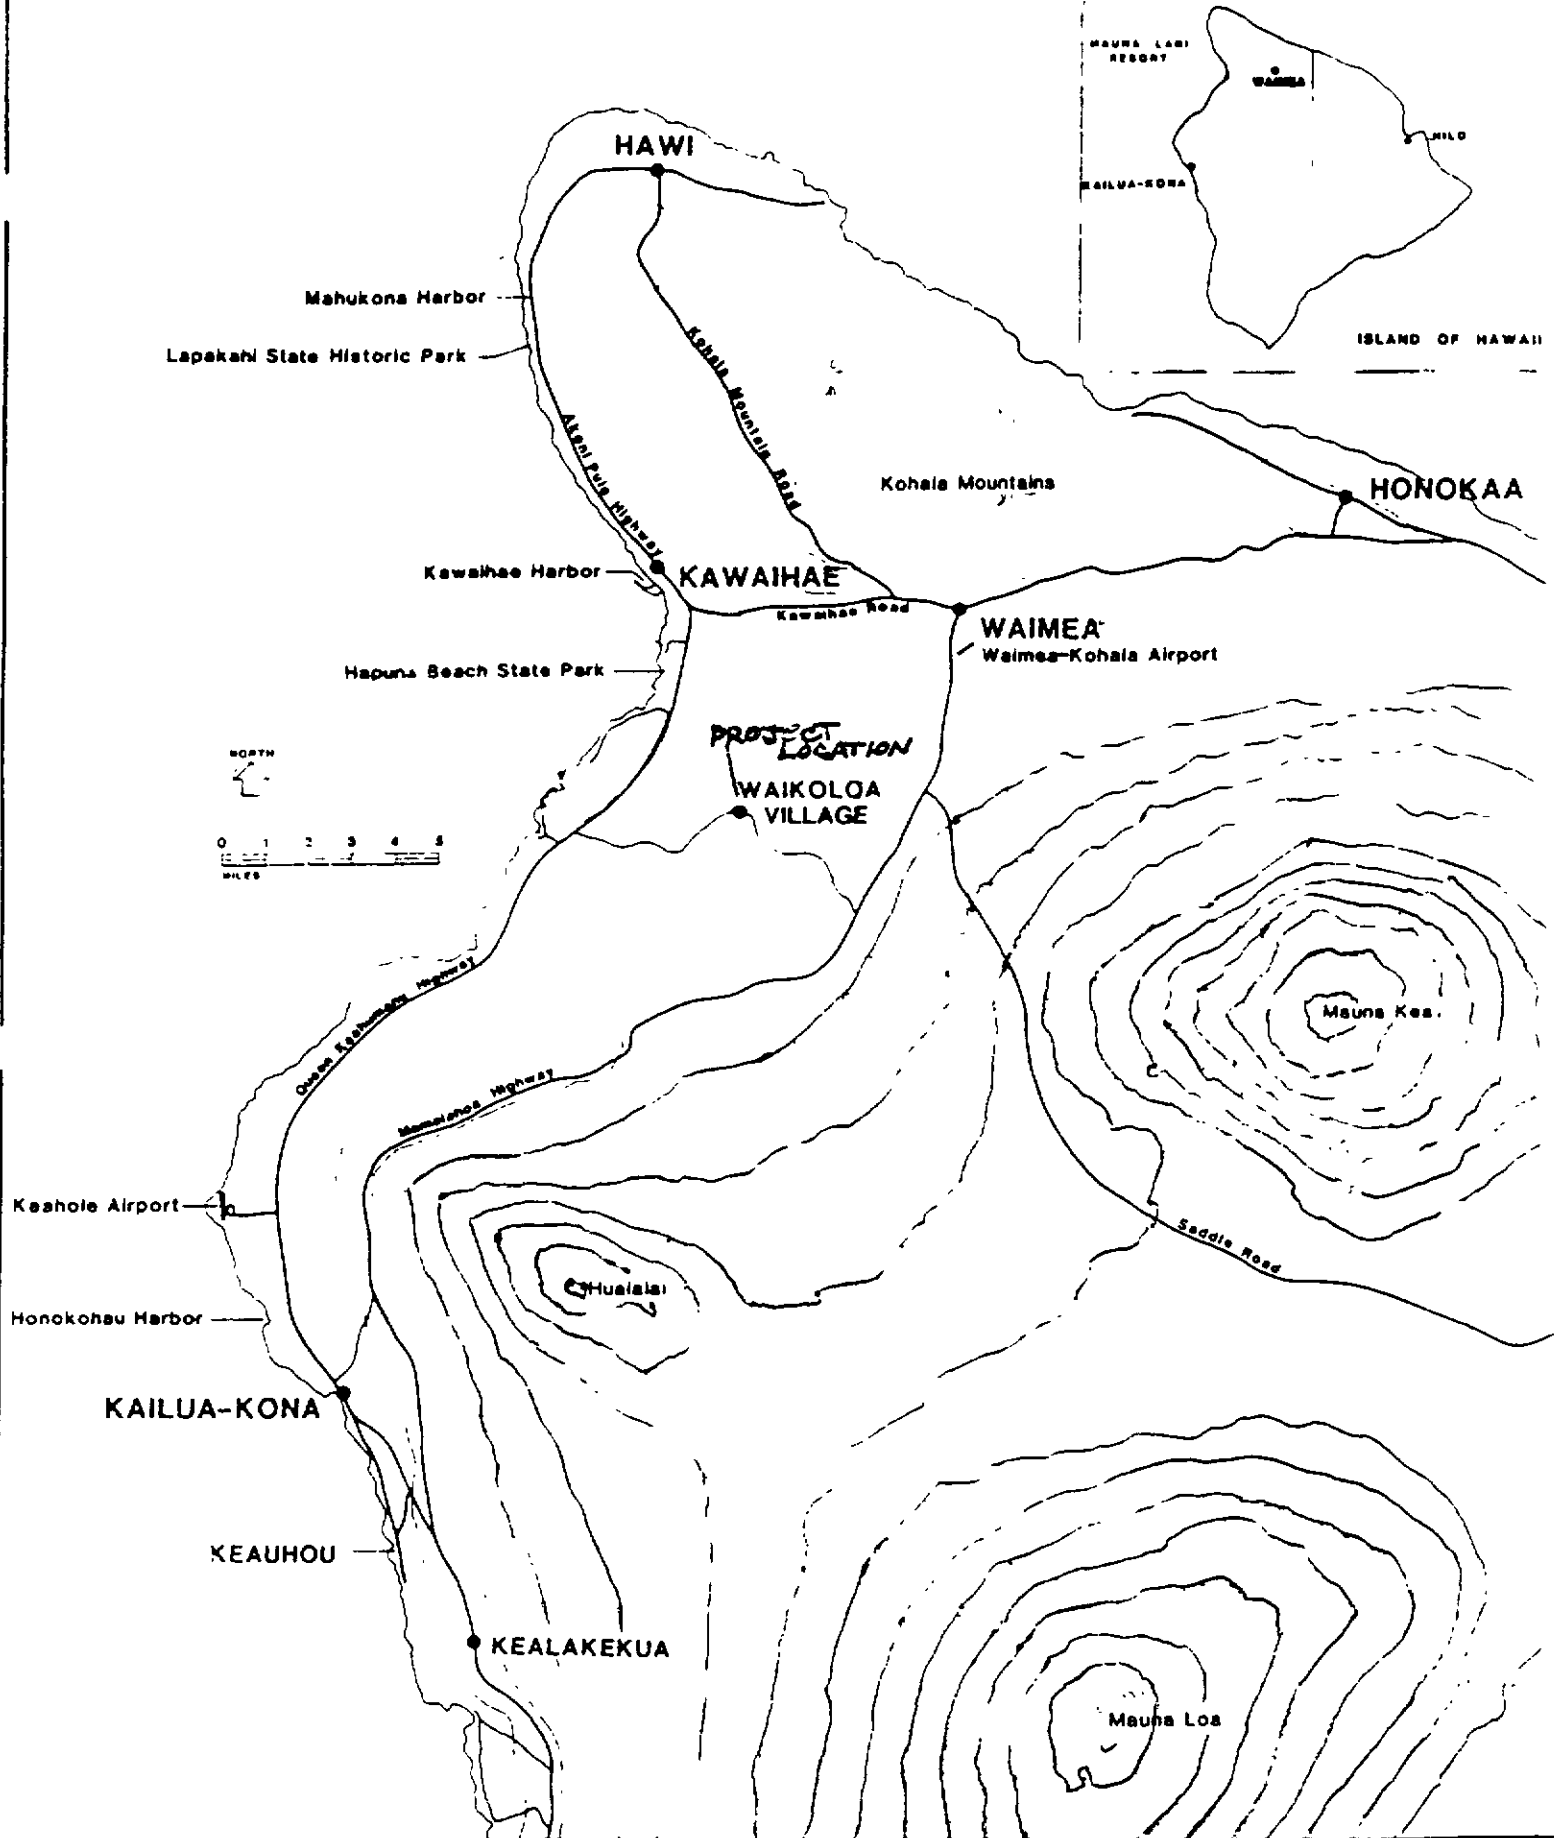 MAUNA LANI
RESORT
WAIMEA
HILO
KAILUA-KONA
ISLAND OF HAWAII
HAWI
Mahukona Harbor
Lapakahi State Historic Park
Kohala Mountain Road
Akoni Pule Highway
Kohala Mountains
HONOKAA
Kawaihae Harbor
KAWAIHAE
Kawaihae Road
WAIMEA
Waimea-Kohala Airport
Hapuna Beach State Park
PROJECT
LOCATION
NORTH
WAIKOLOA
VILLAGE
0 1 2 3 4 5
MILES
Queen Kaahumanu Highway
Mauna Kea
Mamalahoa Highway
Keahole Airport
Saddle Road
Hualalai
Honokohau Harbor
KAILUA-KONA
KEAUHOU
KEALAKEKUA
Mauna Loa